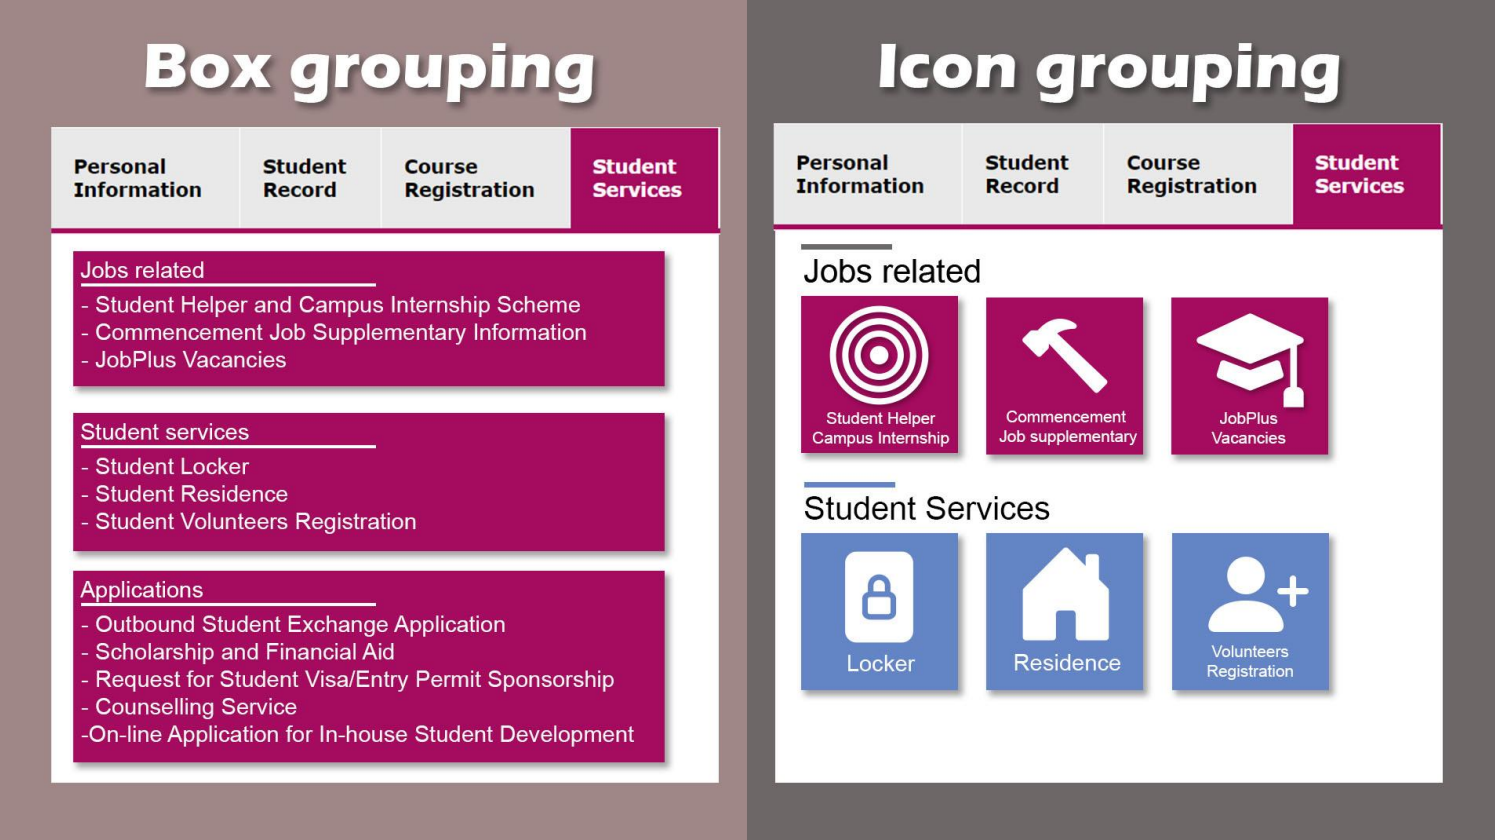 Box grouping
Personal
Information
Student
Record
Course
Registration
Student
Services
Jobs related
- Student Helper and Campus Internship Scheme
- Commencement Job Supplementary Information
- JobPlus Vacancies
Student services
- Student Locker
- Student Residence
- Student Volunteers Registration
Applications
- Outbound Student Exchange Application
- Scholarship and Financial Aid
- Request for Student Visa/Entry Permit Sponsorship
- Counselling Service
-On-line Application for In-house Student Development
Icon grouping
Personal
Information
Student
Record
Course
Registration
Student
Services
Jobs related
Student Helper
Campus Internship
Commencement
Job supplementary
JobPlus
Vacancies
Student Services
Locker
Residence
Volunteers
Registration